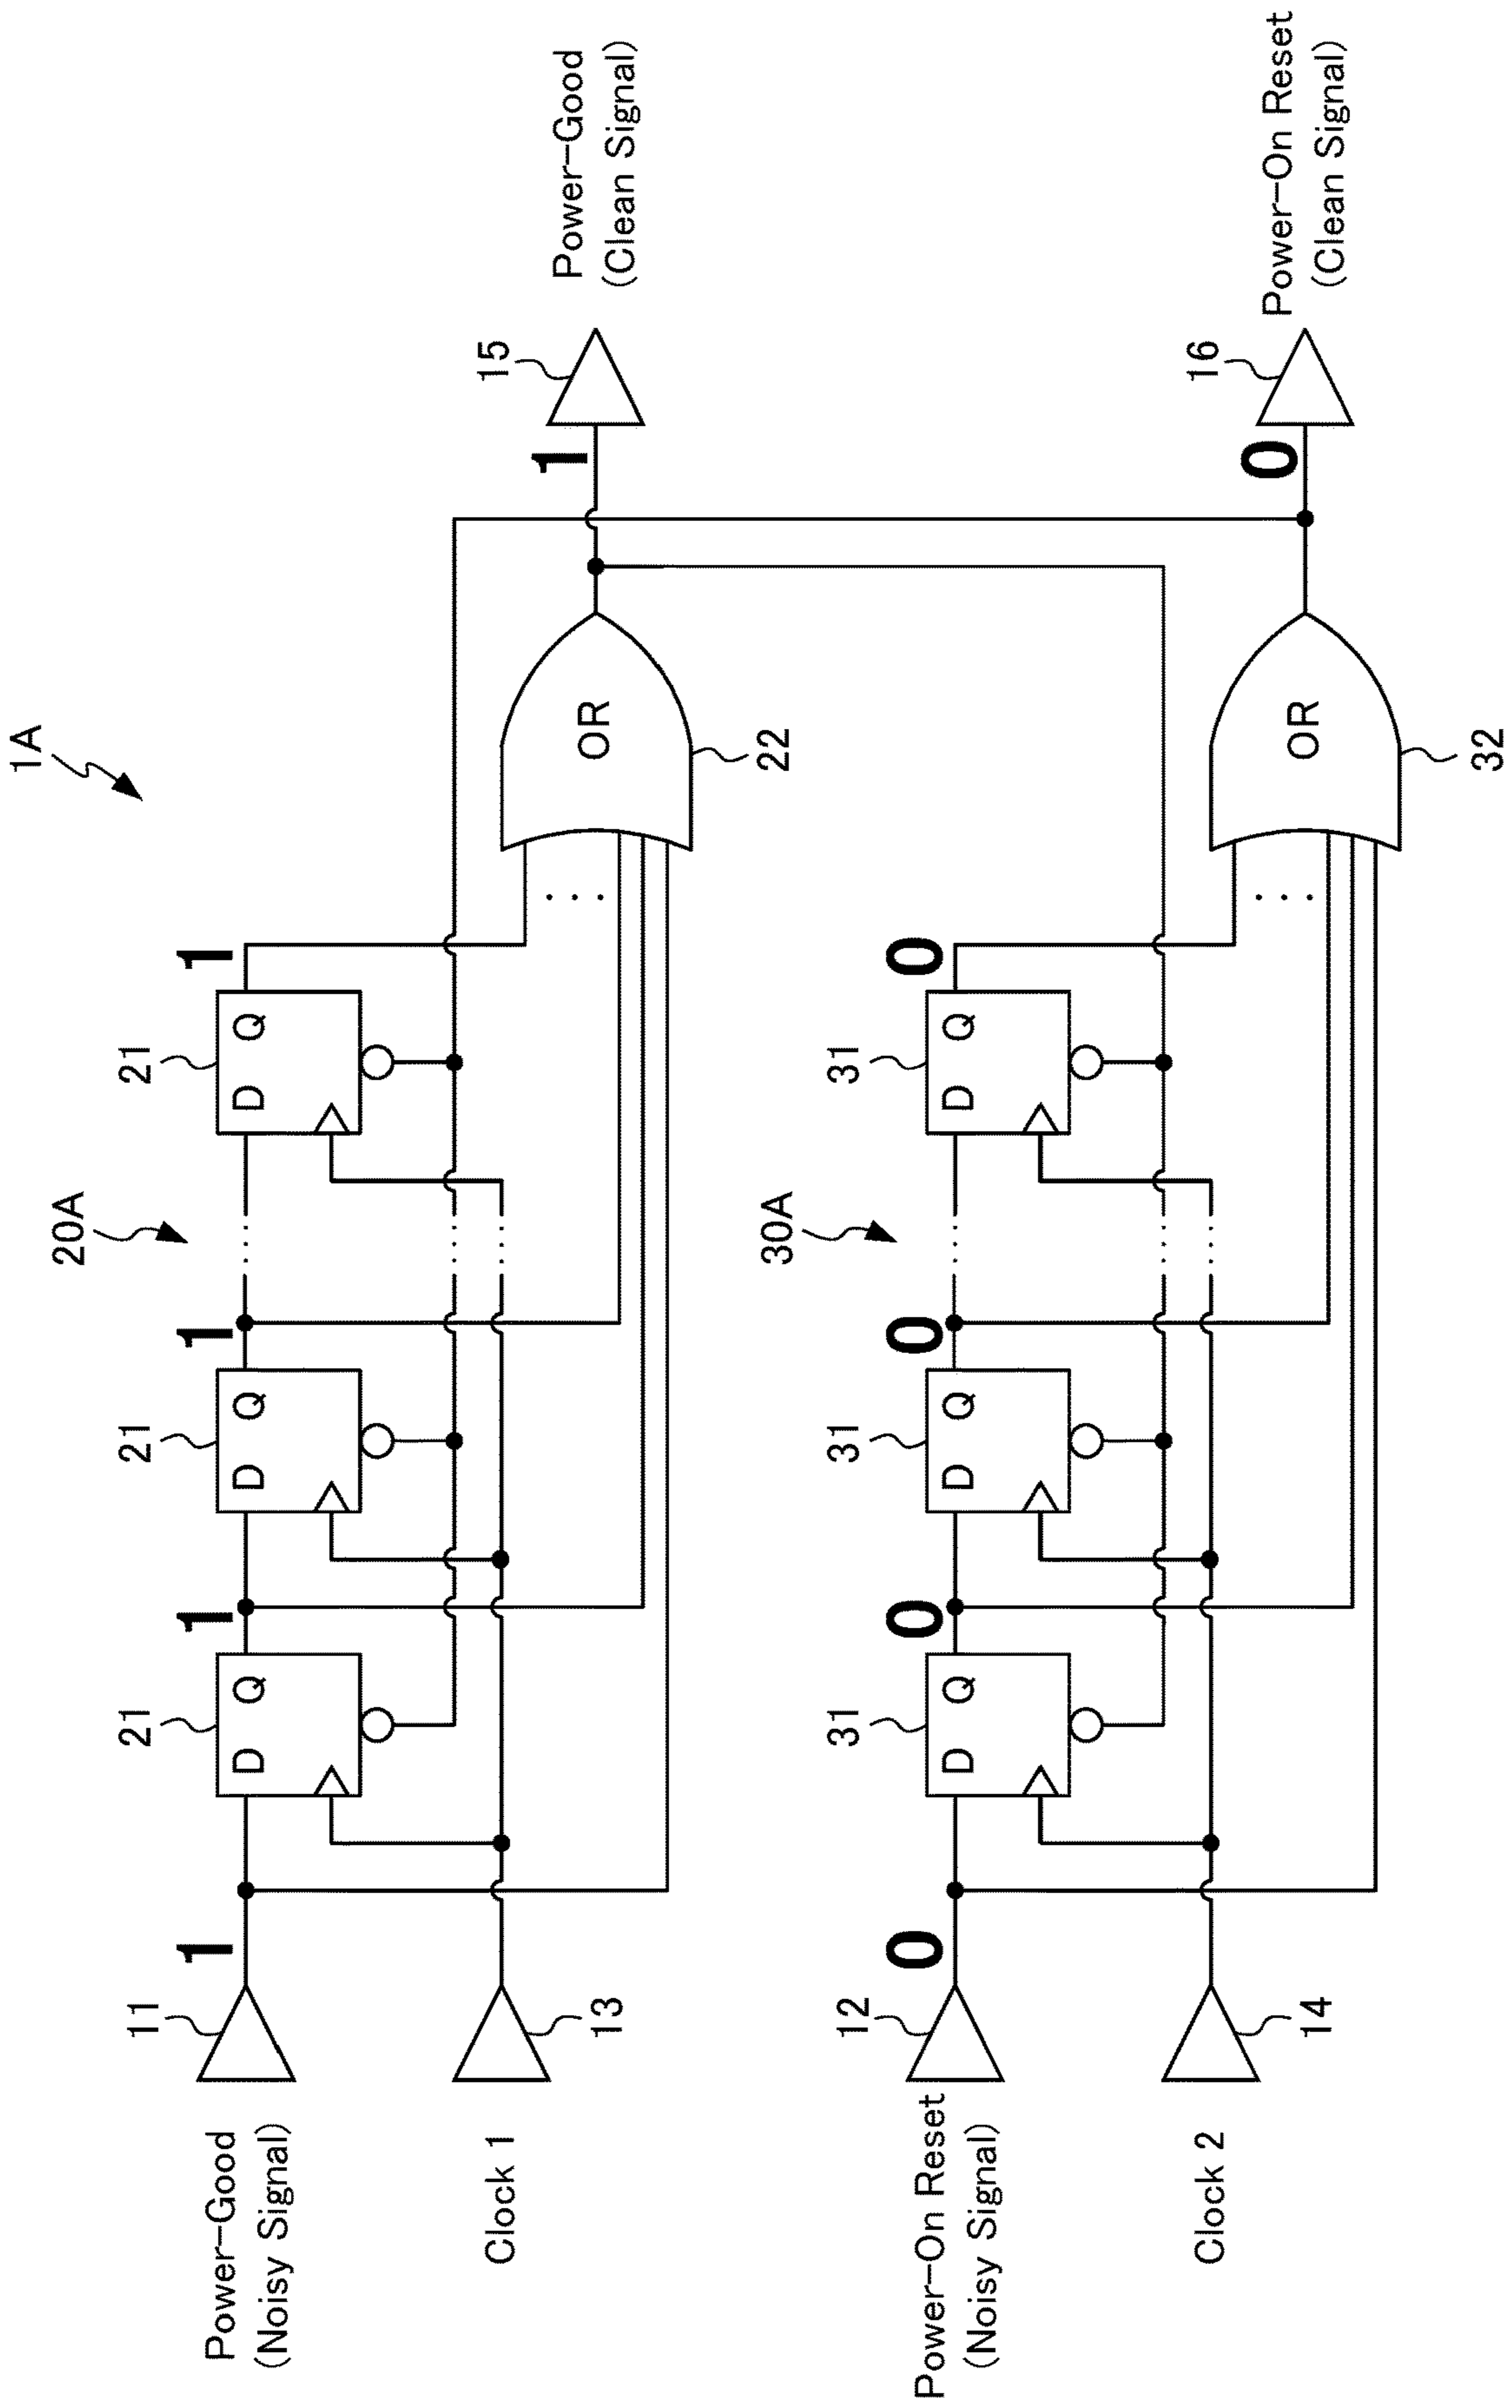 1A
20A
Power-Good
(Noisy Signal)
11
1
21
D Q
1
21
D Q
1
21
D Q
1
Clock 1
13
. . .
OR
22
1
15
Power-Good
(Clean Signal)
30A
Power-On Reset
(Noisy Signal)
12
0
31
D Q
0
31
D Q
0
31
D Q
0
Clock 2
14
. . .
OR
32
0
16
Power-On Reset
(Clean Signal)